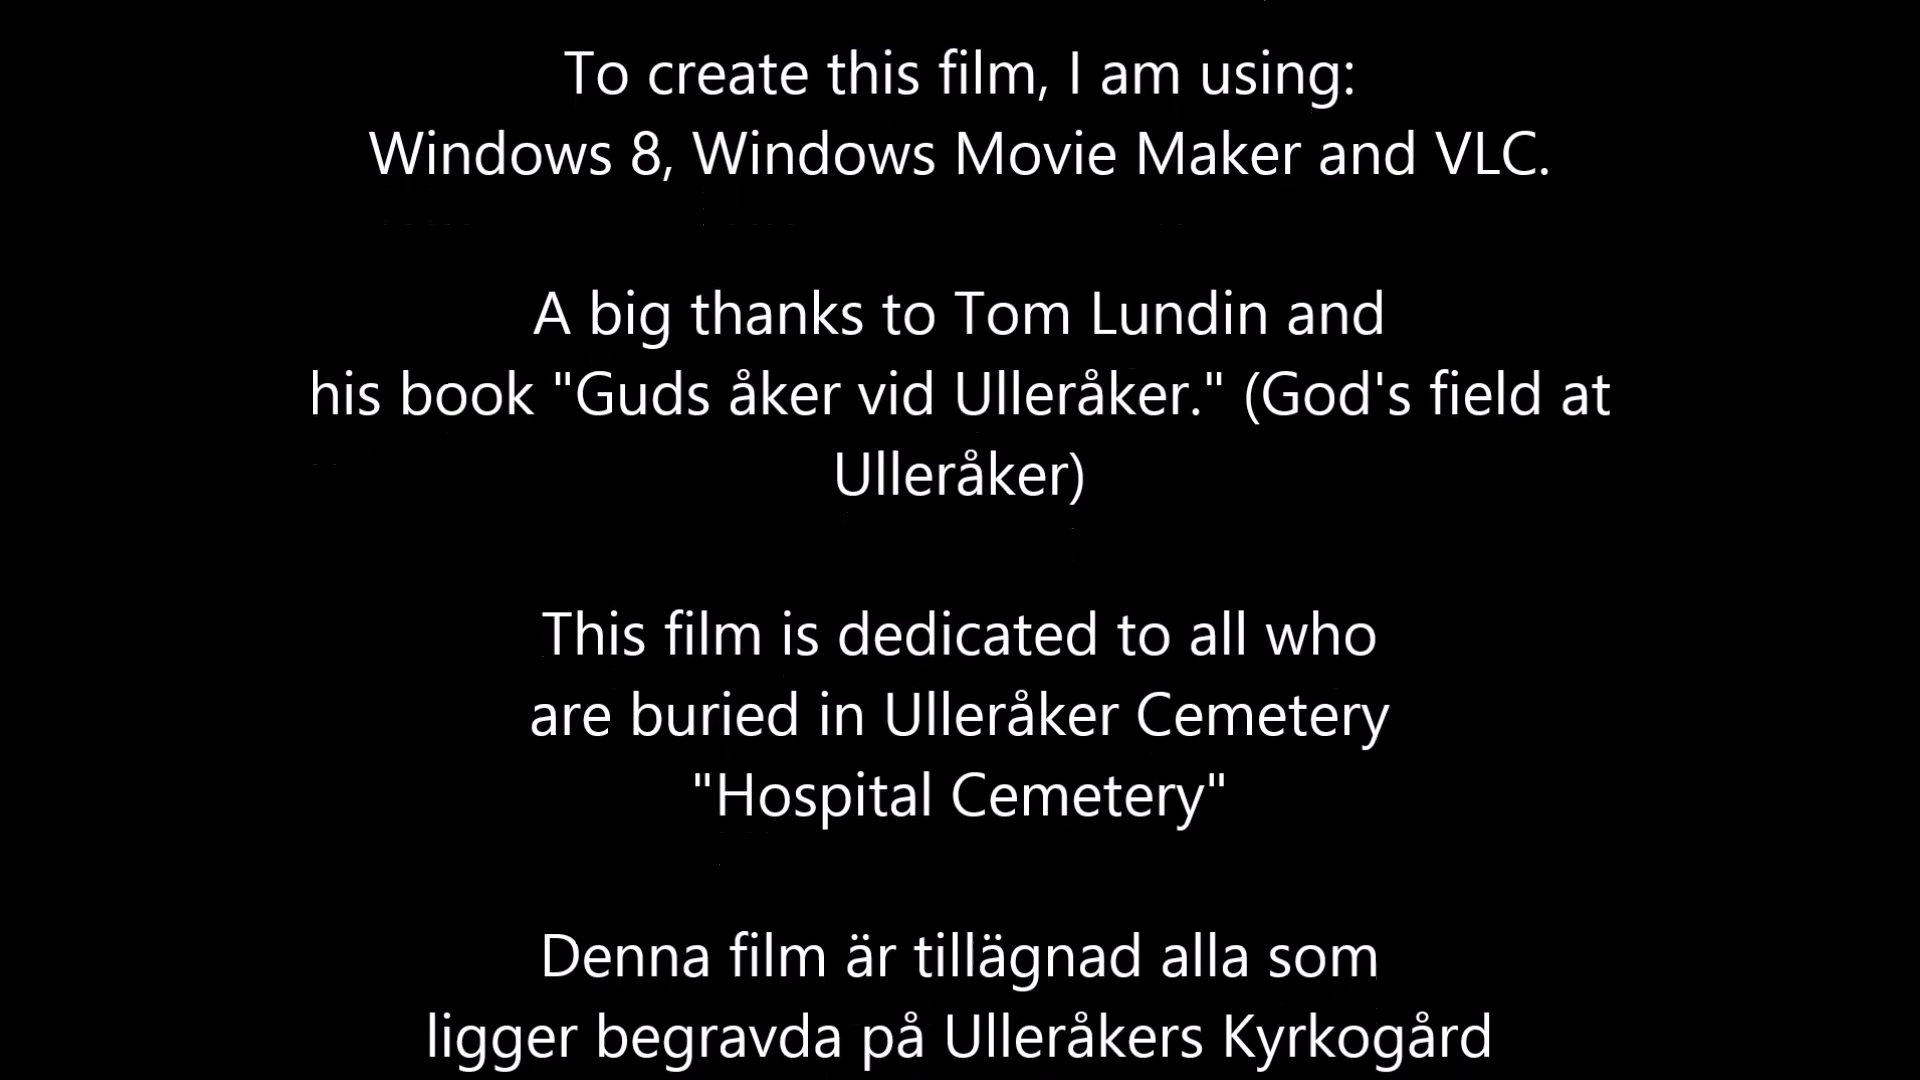 To create this film, I am using:
Windows 8, Windows Movie Maker and VLC.
A big thanks to Tom Lundin and
his book "Guds åker vid Ulleråker." (God's field at
Ulleråker)
This film is dedicated to all who
are buried in Ulleråker Cemetery
"Hospital Cemetery"
Denna film är tillägnad alla som
ligger begravda på Ulleråkers Kyrkogård